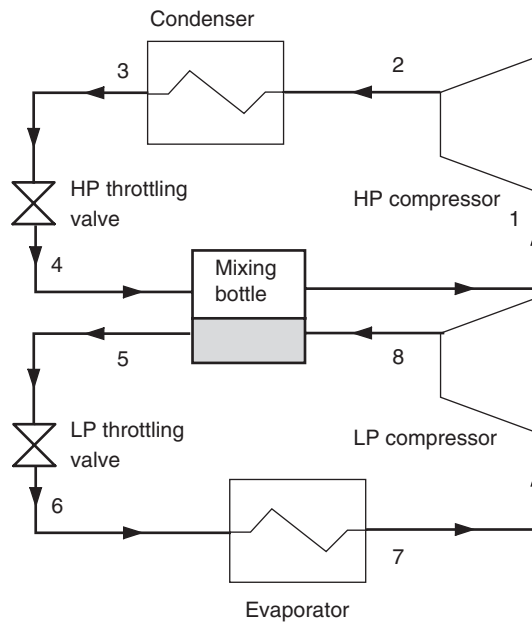 Condenser
3
2
HP throttling
valve
HP compressor
1
4
Mixing
bottle
5
8
LP throttling
valve
LP compressor
6
7
Evaporator